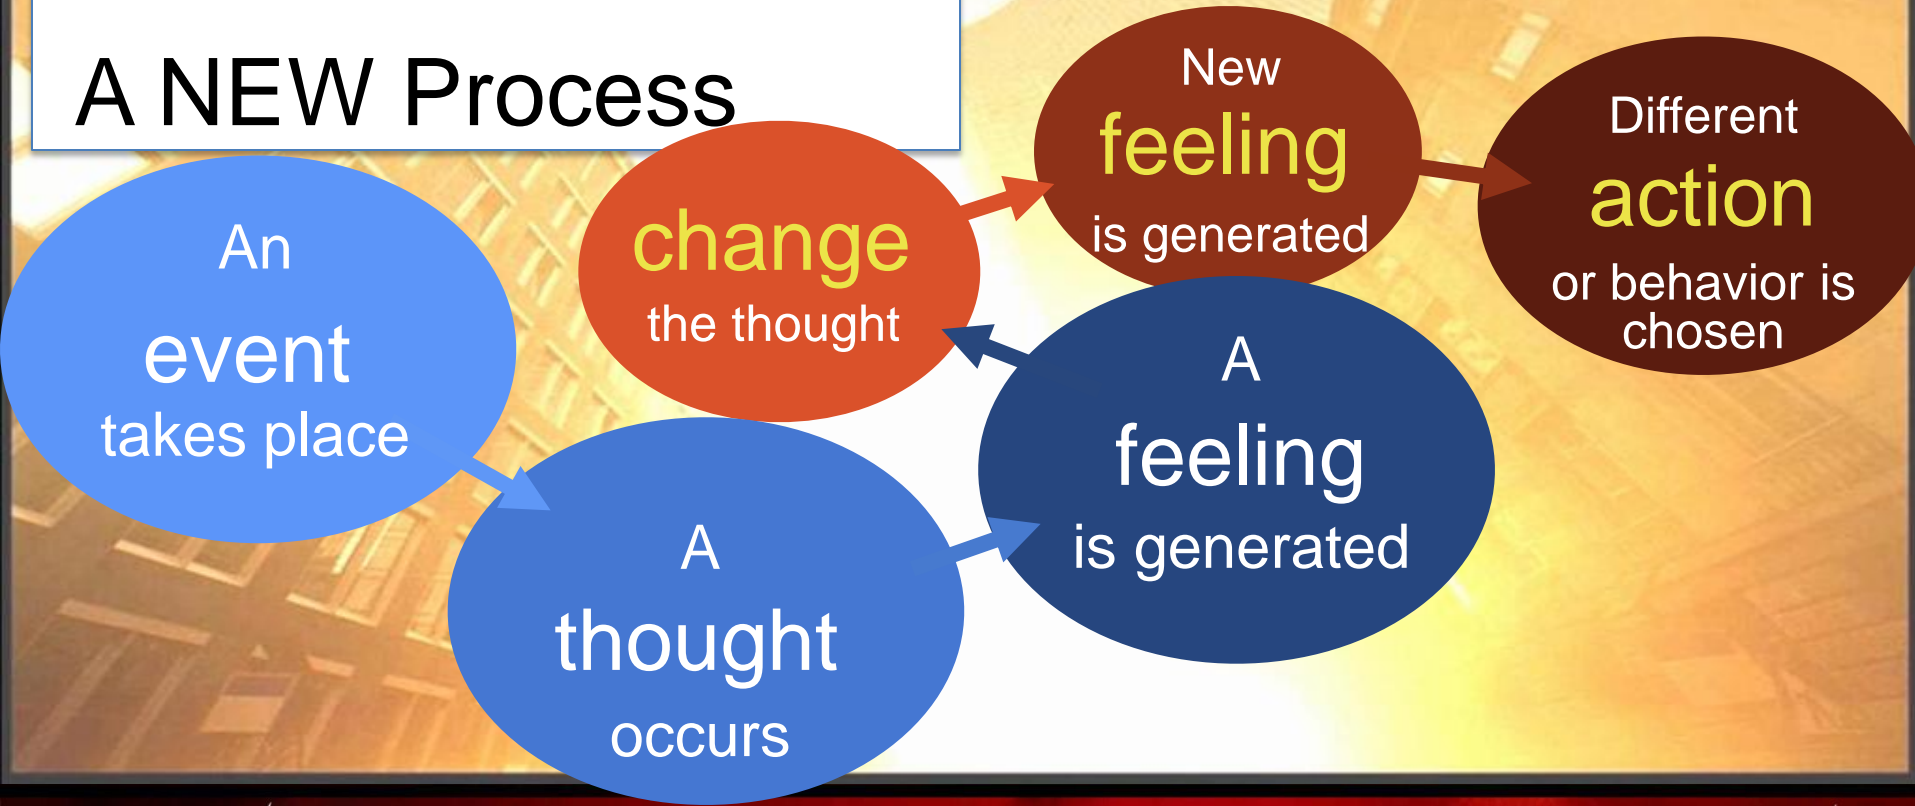 A NEW Process
An
event
takes place
A
thought
occurs
A
feeling
is generated
change
the thought
New
feeling
is generated
Different
action
or behavior is
chosen